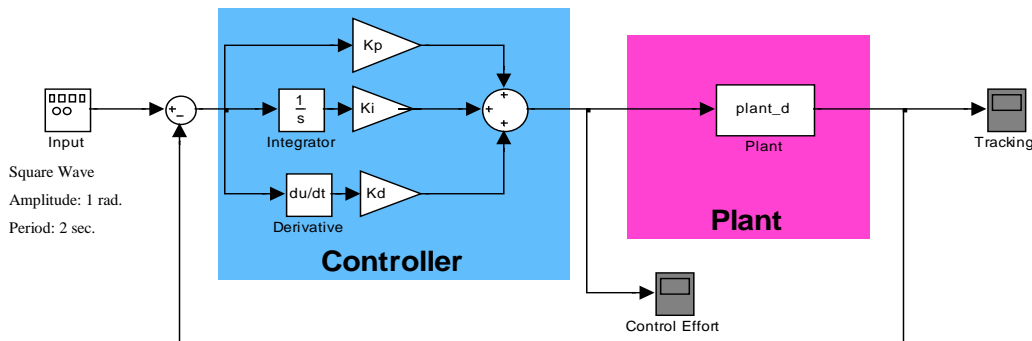 Kp
+
−
1
s
Ki
+
+
+
plant_d
Input
Integrator
Plant
Tracking
Square Wave
Amplitude: 1 rad.
Period: 2 sec.
du/dt
Kd
Derivative
Controller
Plant
Control Effort